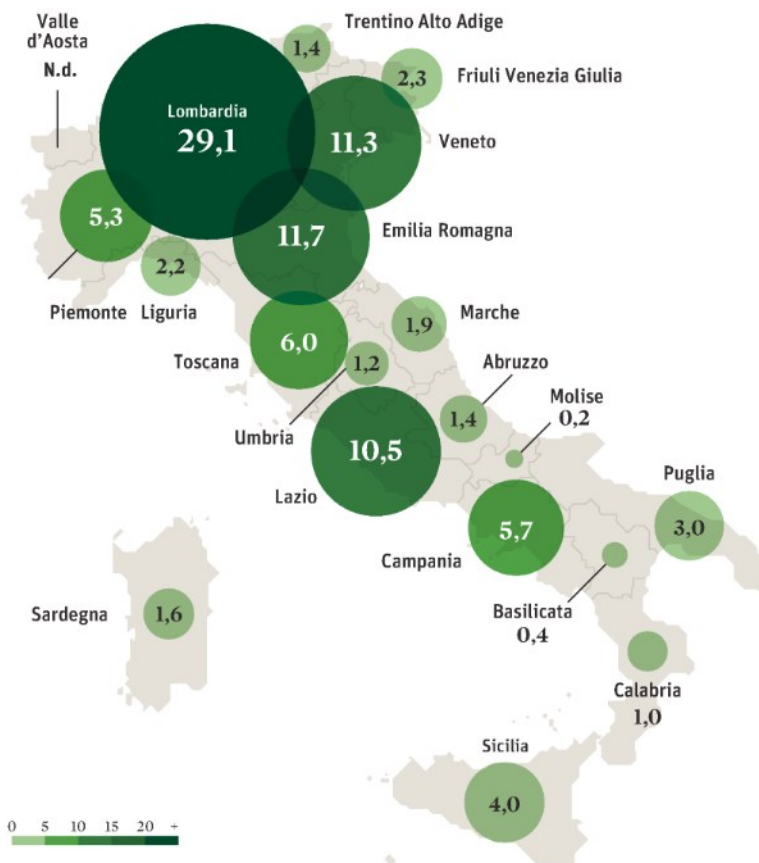 Valle
d'Aosta
N.d.
Trentino Alto Adige
1,4
2,3
Friuli Venezia Giulia
Lombardia
29,1
11,3
Veneto
5,3
11,7
Emilia Romagna
2,2
Piemonte
Liguria
1,9
Marche
Toscana
6,0
1,2
Umbria
Abruzzo
1,4
Molise
0,2
10,5
Lazio
Puglia
3,0
5,7
Campania
Basilicata
0,4
Sardegna
1,6
Calabria
1,0
Sicilia
4,0
0 5 10 15 20 +